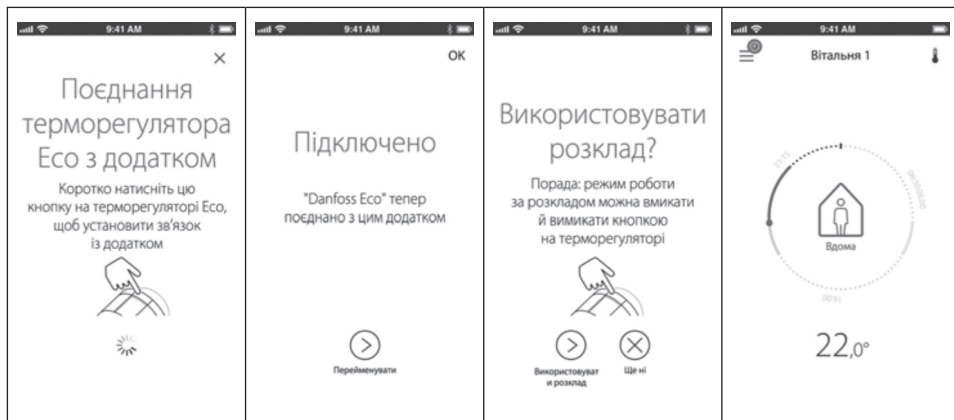 9:41 AM
Поєднання
терморегулятора
Eco з додатком
Коротко натисніть цю
кнопку на терморегуляторі Eco,
щоб установити зв'язок
із додатком
9:41 AM
OK
Підключено
"Danfoss Eco" тепер
поєднано з цим додатком
Перейменувати
9:41 AM
Використовувати
розклад?
Порада: режим роботи
за розкладом можна вмикати
й вимикати кнопкою
на терморегуляторі
Використовуват
и розклад
Ще ні
9:41 AM
Вітальня 1
Вдома
22,0°